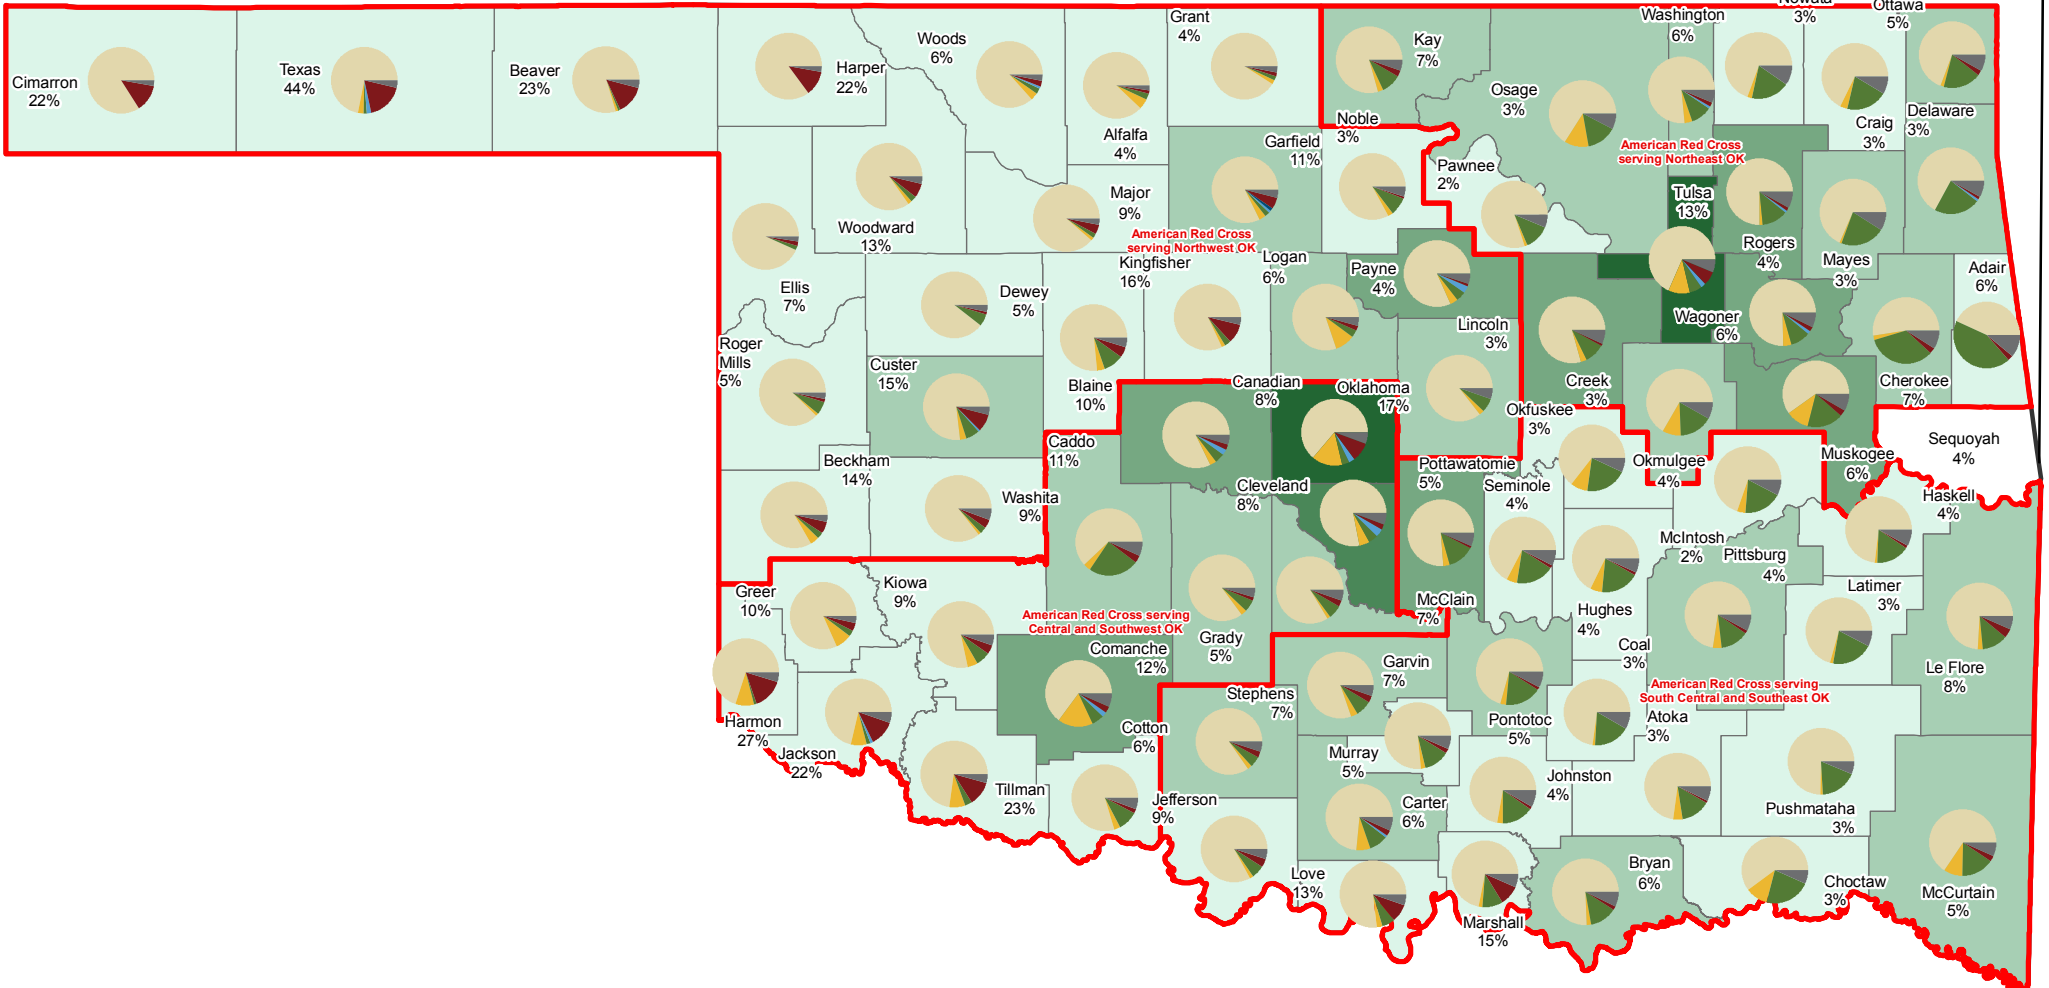 Cimarron
22%
Texas
44%
Beaver
23%
Harper
22%
Woods
6%
Grant
4%
Alfalfa
4%
Kay
7%
Washington
6%
Nowata
3%
Ottawa
5%
Osage
3%
Craig
3%
Delaware
3%
Noble
3%
Garfield
11%
Pawnee
2%
American Red Cross
serving Northeast OK
Tulsa
13%
Major
9%
Woodward
13%
American Red Cross
serving Northwest OK
Rogers
4%
Mayes
3%
Adair
6%
Ellis
7%
Dewey
5%
Kingfisher
16%
Logan
6%
Payne
4%
Lincoln
3%
Wagoner
6%
Roger
Mills
5%
Custer
15%
Blaine
10%
Canadian
8%
Oklahoma
17%
Creek
3%
Cherokee
7%
Okfuskee
3%
Caddo
11%
Sequoyah
4%
Beckham
14%
Washita
9%
Cleveland
8%
Pottawatomie
5%
Seminole
4%
Okmulgee
4%
Muskogee
6%
Haskell
4%
McIntosh
2%
Pittsburg
4%
Latimer
3%
Greer
10%
Kiowa
9%
American Red Cross serving
Central and Southwest OK
McClain
7%
Hughes
4%
Grady
5%
Comanche
12%
Garvin
7%
Coal
3%
Le Flore
8%
American Red Cross serving
South Central and Southeast OK
Stephens
7%
Harmon
27%
Jackson
22%
Cotton
6%
Pontotoc
5%
Atoka
3%
Murray
5%
Johnston
4%
Tillman
23%
Jefferson
9%
Carter
6%
Pushmataha
3%
Love
13%
Marshall
15%
Bryan
6%
Choctaw
3%
McCurtain
5%